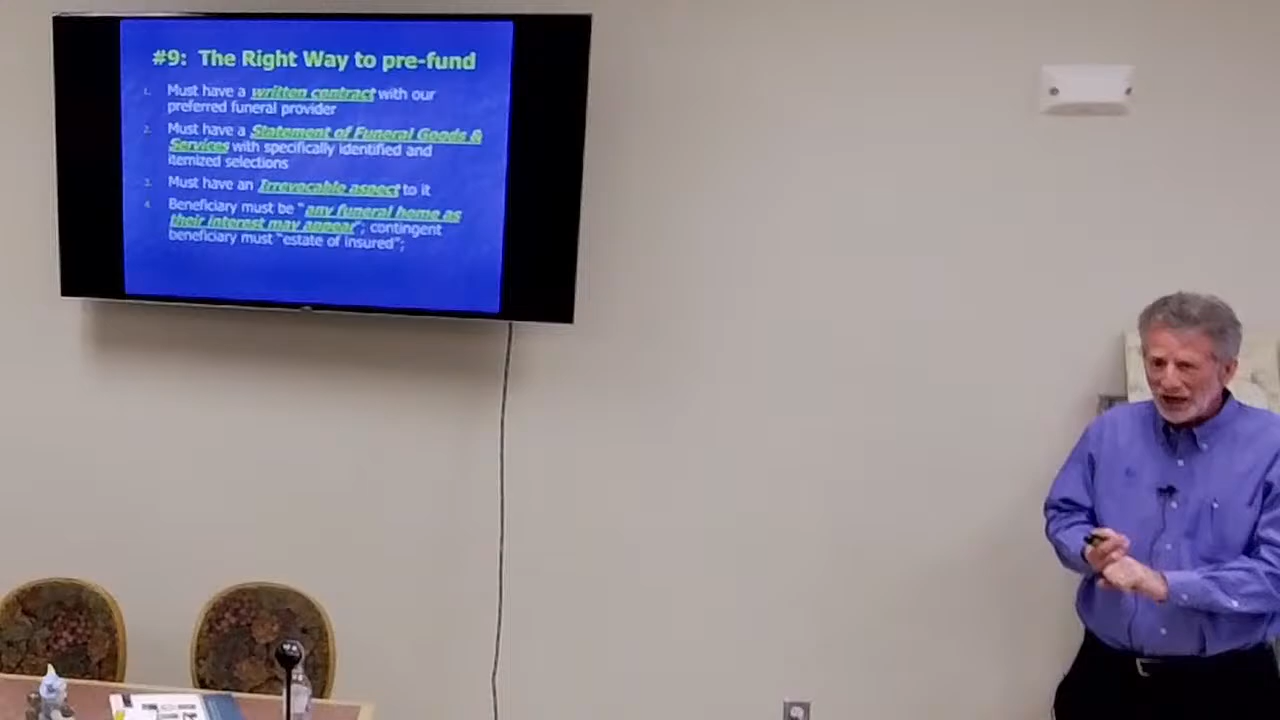 #9: The Right Way to pre-fund
1. Must have a written contract with our
preferred funeral provider
2. Must have a Statement of Funeral Goods &
Services with specifically identified and
itemized selections
3. Must have an Irrevocable aspect to it
4. Beneficiary must be "any funeral home as
their interest may appear"; contingent
beneficiary must "estate of insured";